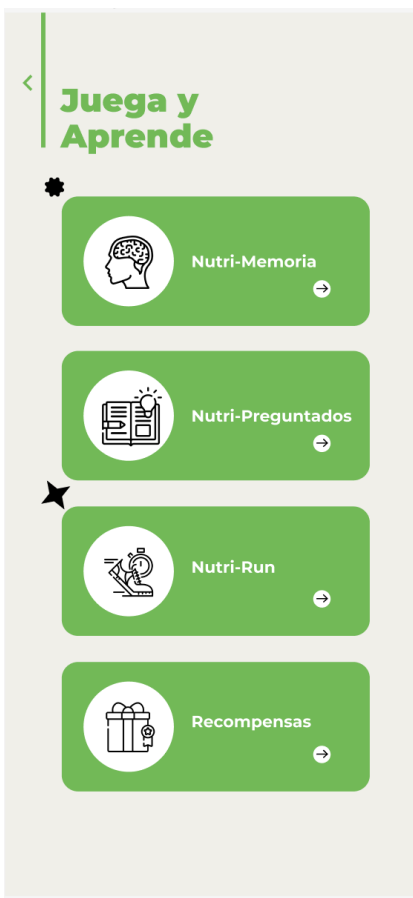 Juega y
Aprende
Nutri-Memoria
Nutri-Preguntados
Nutri-Run
Recompensas